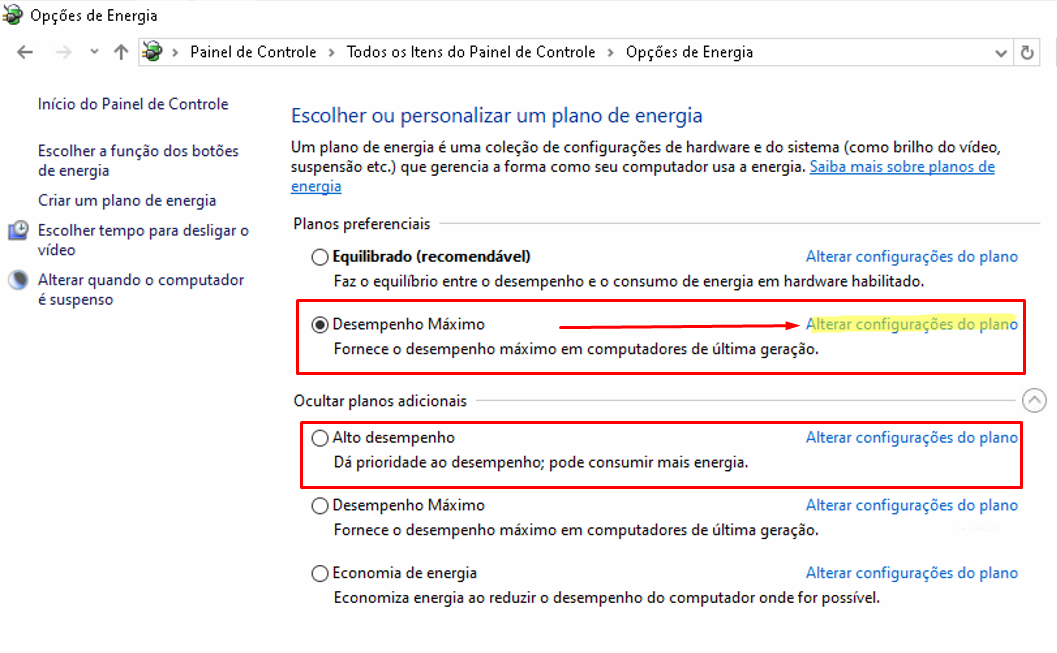 Opções de Energia
Painel de Controle > Todos os Itens do Painel de Controle > Opções de Energia
Início do Painel de Controle
Escolher a função dos botões
de energia
Criar um plano de energia
Escolher tempo para desligar o
vídeo
Alterar quando o computador
é suspenso
Escolher ou personalizar um plano de energia
Um plano de energia é uma coleção de configurações de hardware e do sistema (como brilho do vídeo,
suspensão etc.) que gerencia a forma como seu computador usa a energia. Saiba mais sobre planos de
energia
Planos preferenciais
Equilibrado (recomendável) Alterar configurações do plano
Faz o equilíbrio entre o desempenho e o consumo de energia em hardware habilitado.
Desempenho Máximo Alterar configurações do plano
Fornece o desempenho máximo em computadores de última geração.
Ocultar planos adicionais
Alto desempenho Alterar configurações do plano
Dá prioridade ao desempenho; pode consumir mais energia.
Desempenho Máximo Alterar configurações do plano
Fornece o desempenho máximo em computadores de última geração.
Economia de energia Alterar configurações do plano
Economiza energia ao reduzir o desempenho do computador onde for possível.